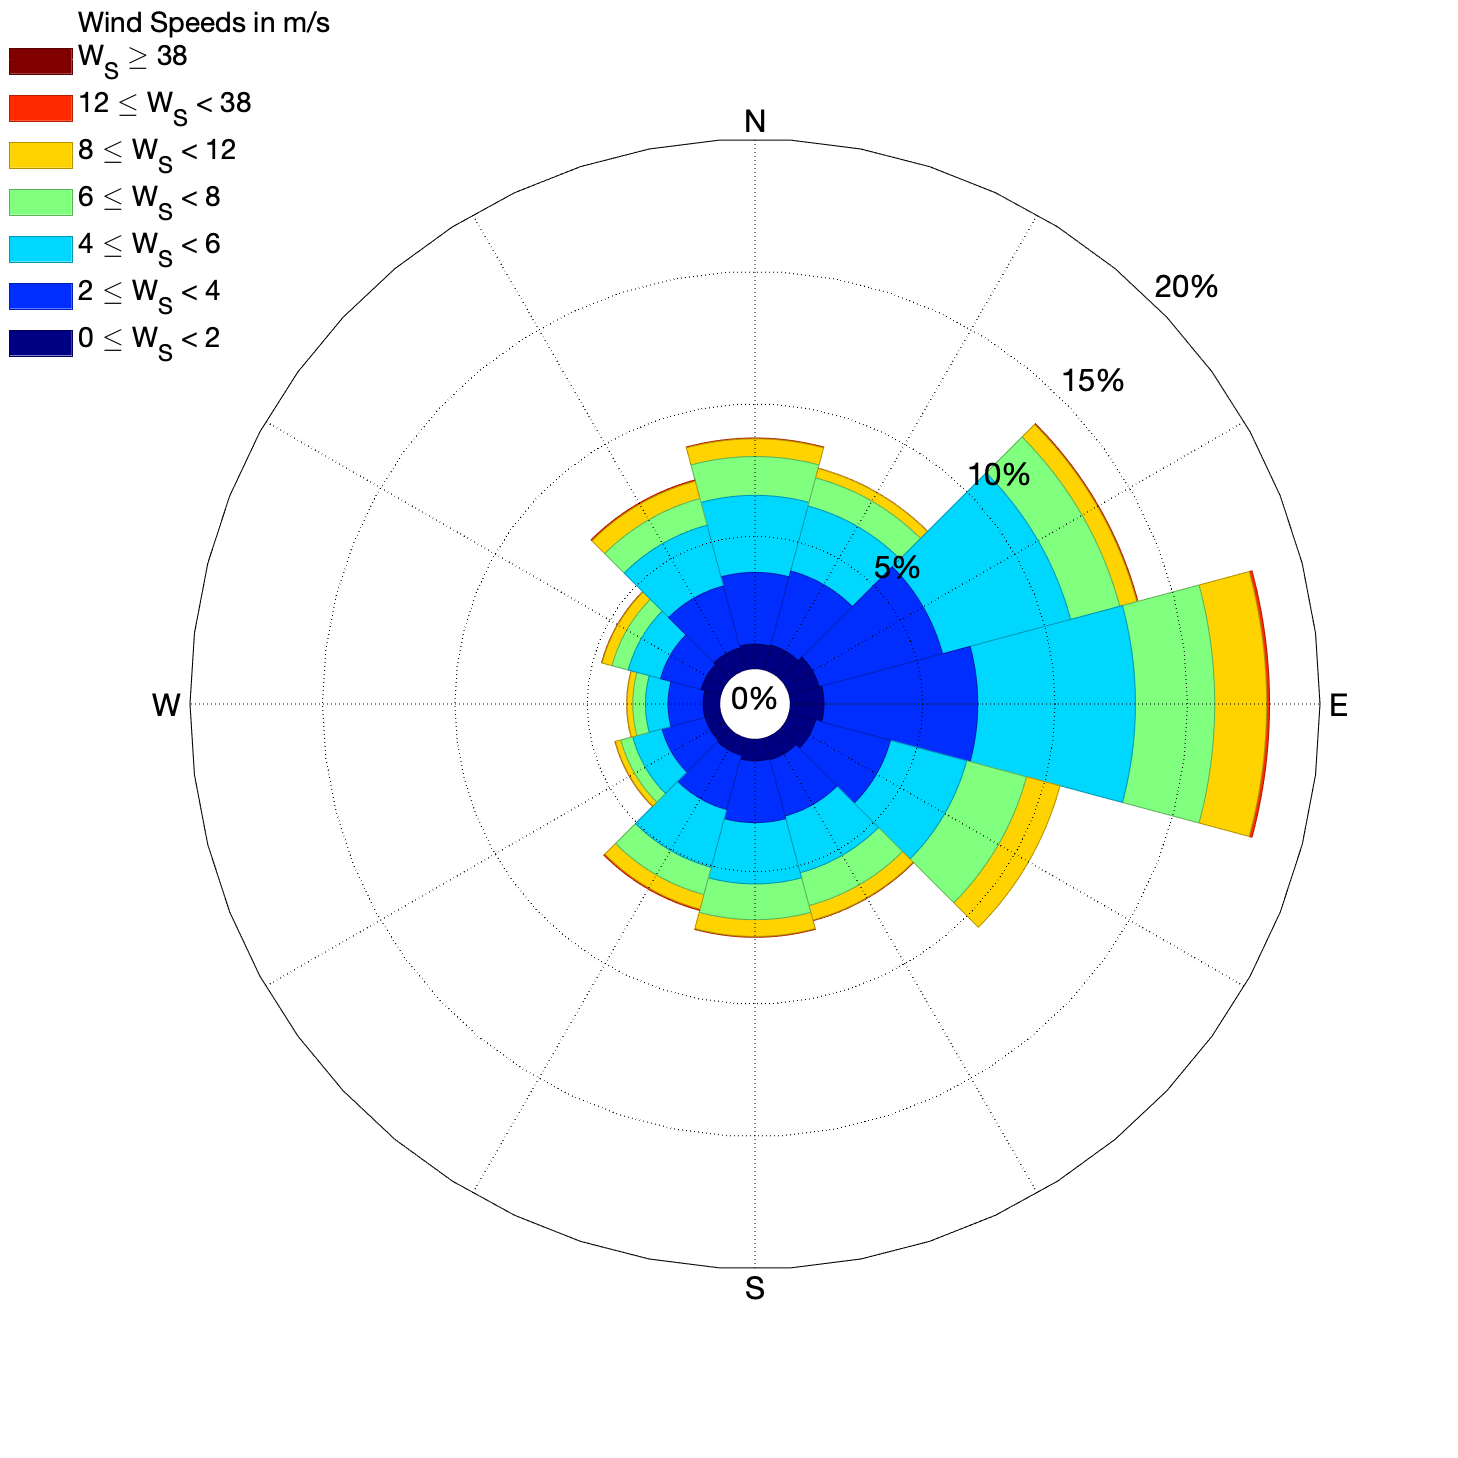 Wind Speeds in m/s
W_S ≥ 38
12 ≤ W_S < 38
8 ≤ W_S < 12
6 ≤ W_S < 8
4 ≤ W_S < 6
2 ≤ W_S < 4
0 ≤ W_S < 2
N
20%
15%
10%
5%
0%
W
E
S